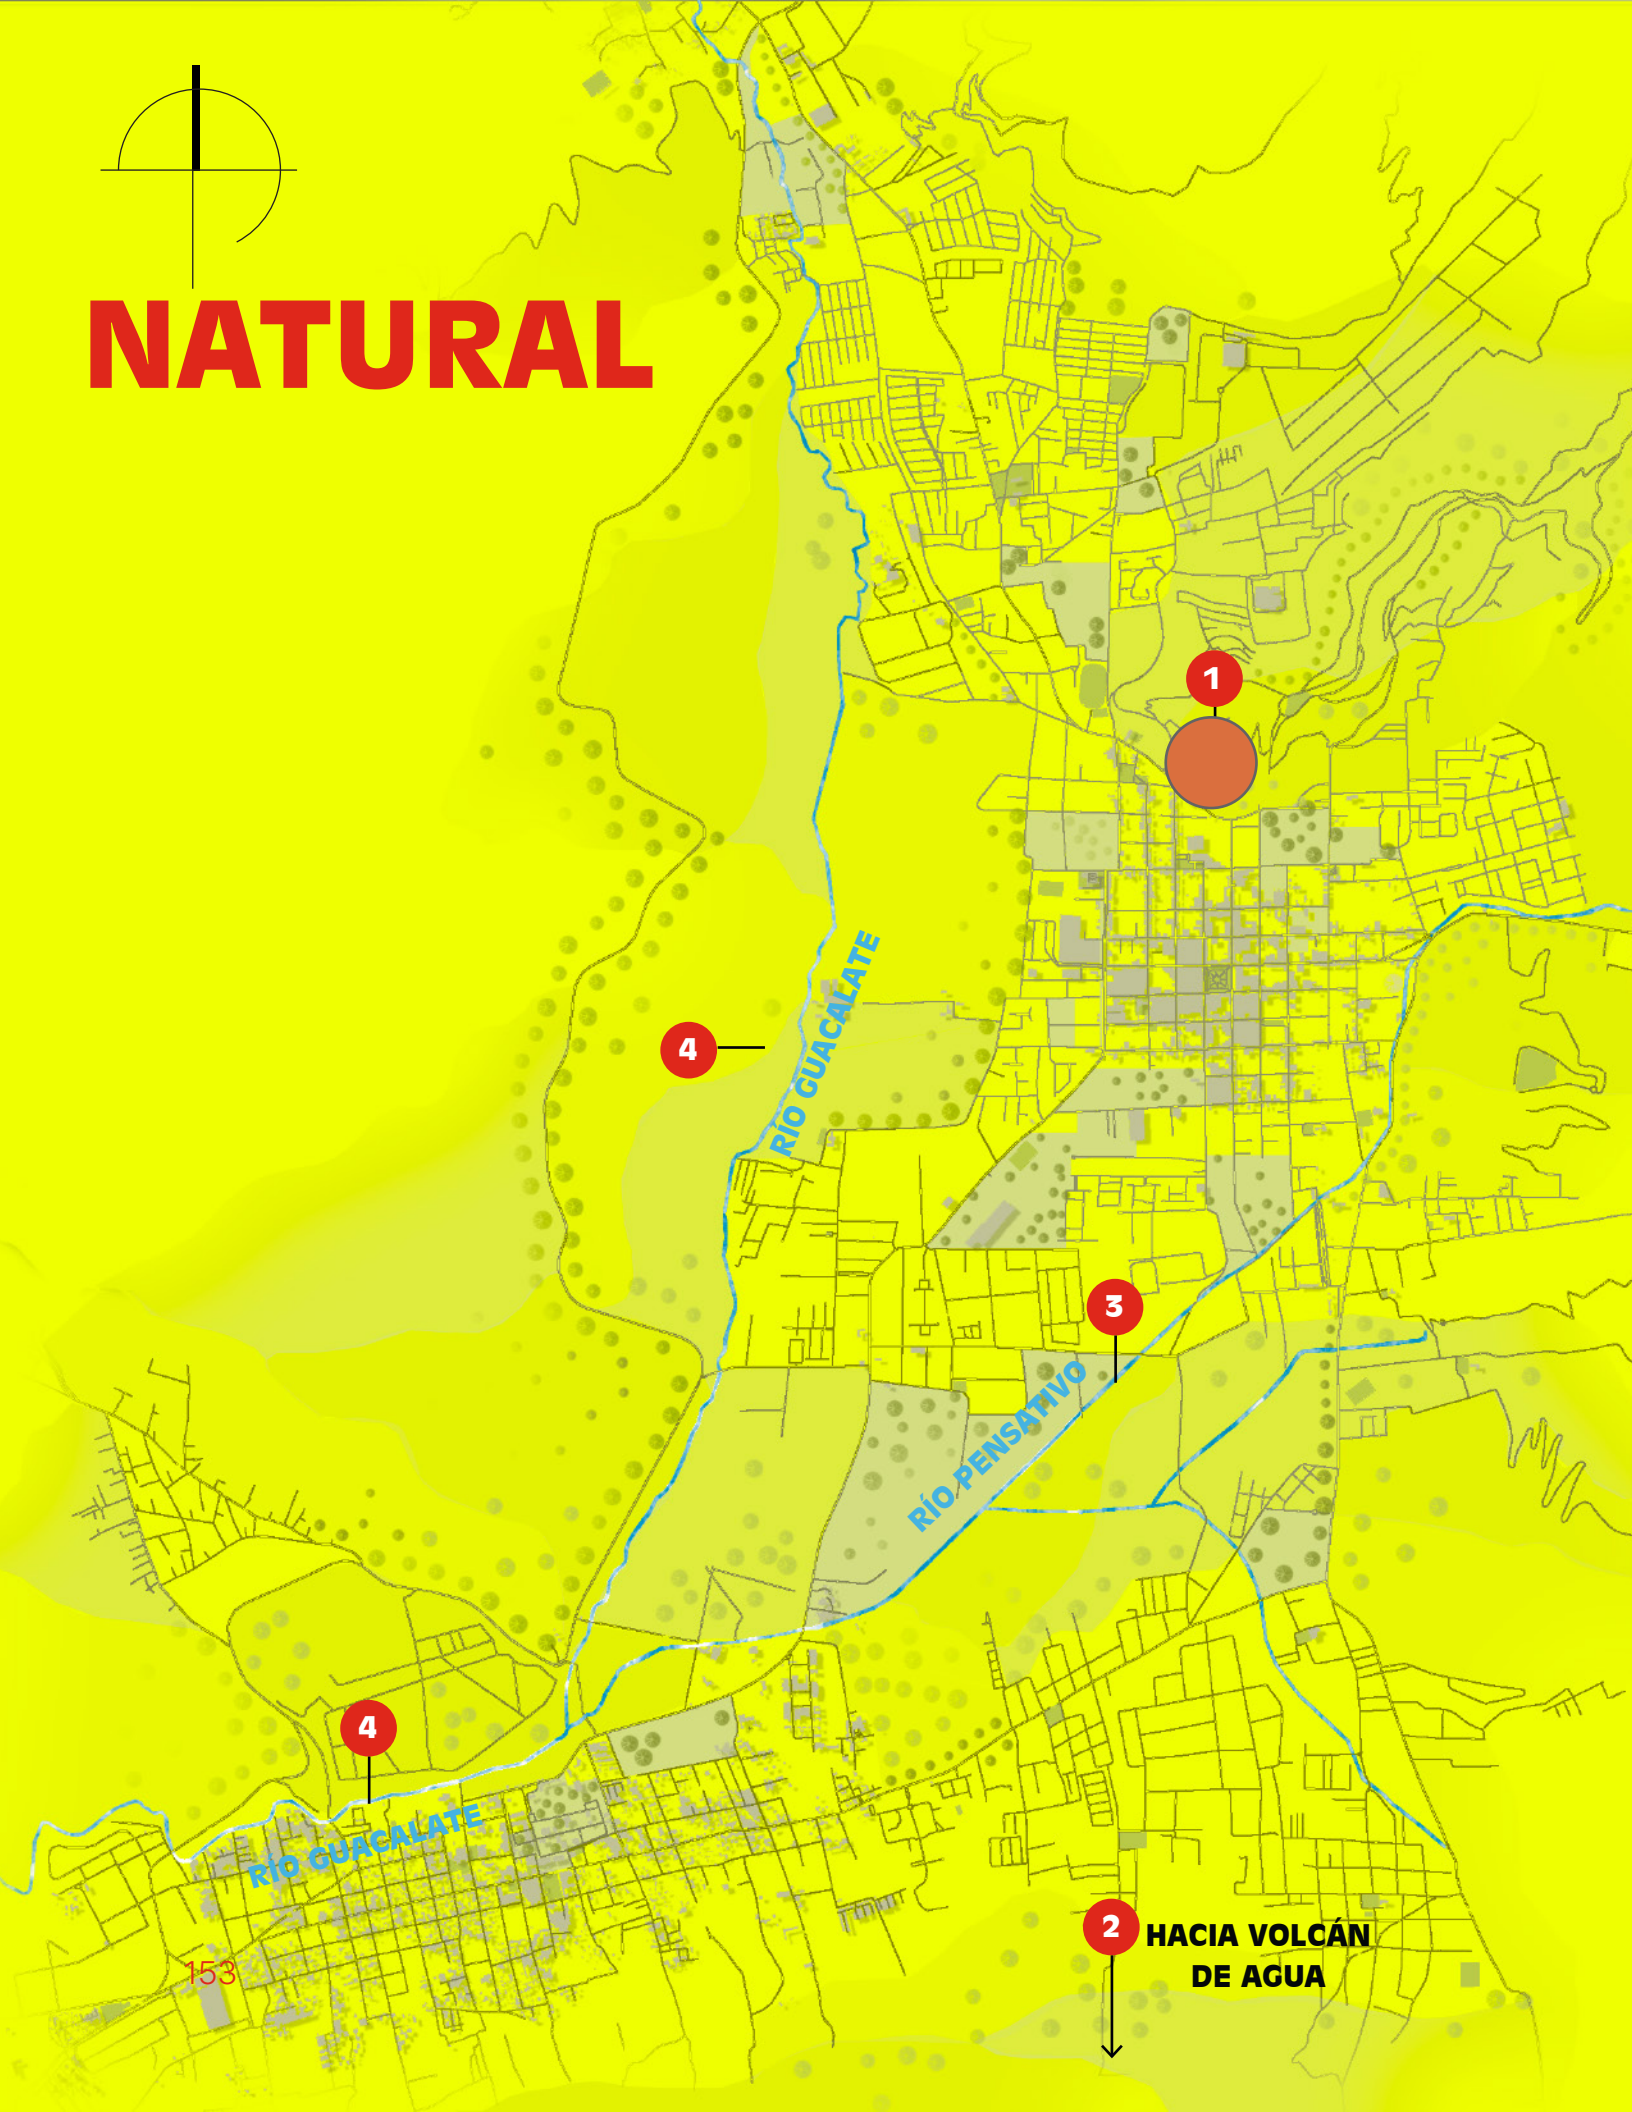 NATURAL
1
RÍO GUACALATE
4
3
RÍO PENSATIVO
4
RÍO GUACALATE
2
HACIA VOLCÁN
DE AGUA
153